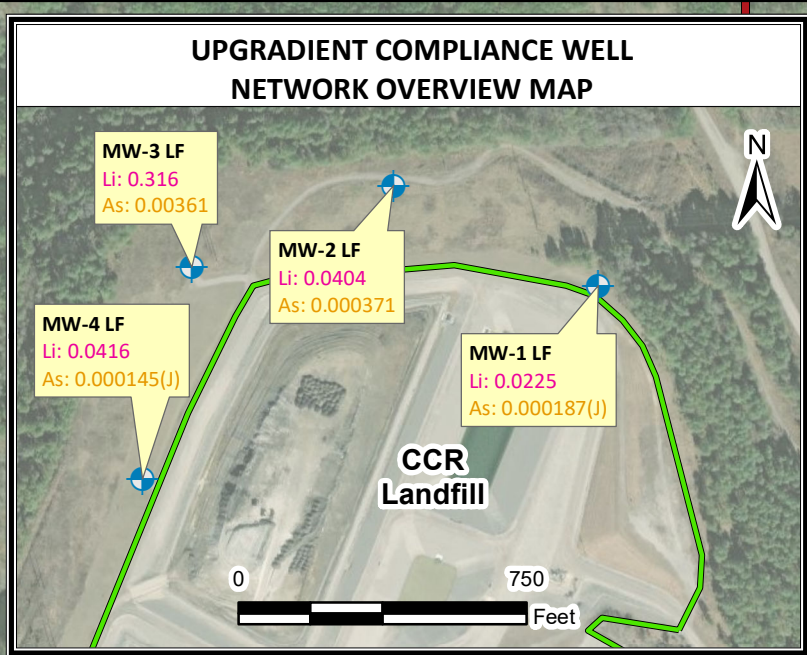 UPGRADIENT COMPLIANCE WELL
NETWORK OVERVIEW MAP
N
MW-3 LF
Li: 0.316
As: 0.00361
MW-2 LF
Li: 0.0404
As: 0.000371
MW-4 LF
Li: 0.0416
As: 0.000145(J)
MW-1 LF
Li: 0.0225
As: 0.000187(J)
CCR
Landfill
0 750
Feet